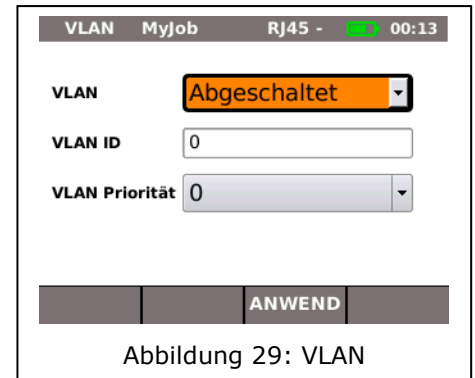 VLAN MyJob RJ45 - 00:13
VLAN Abgeschaltet
VLAN ID 0
VLAN Priorität 0
ANWEND
Abbildung 29: VLAN